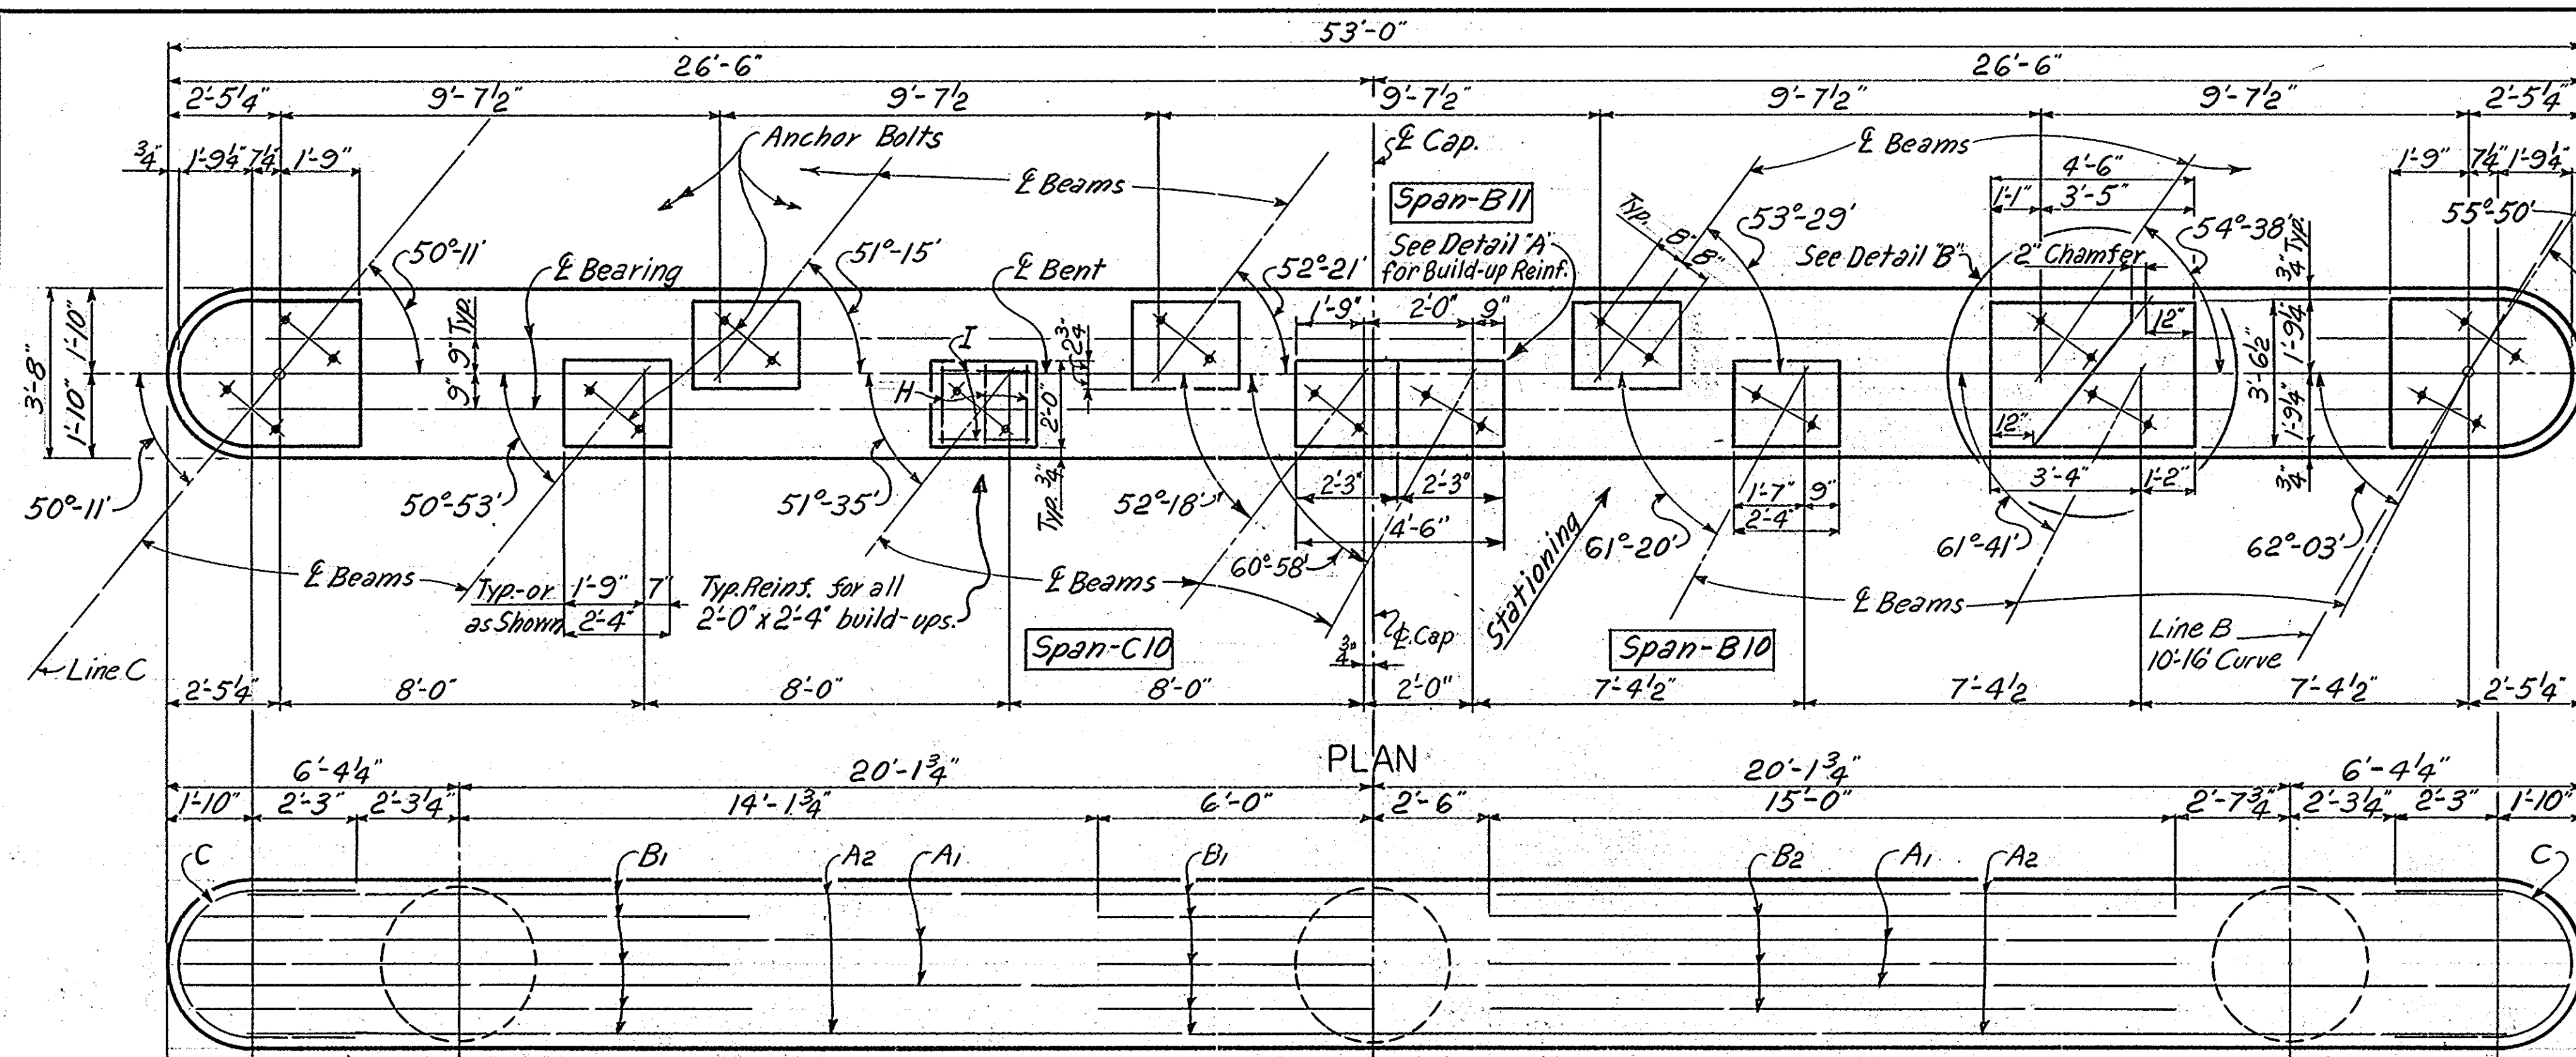 53'-0"
26'-6" 26'-6"
2'-5¼" 9'-7½" 9'-7½ 9'-7½" 9'-7½" 9'-7½" 2'-5¼"
Anchor Bolts
℄ Cap.
℄ Beams
¾" 1'-9¼" 7¼" 1'-9"
℄ Beams
4'-6"
1'-9" 7¼" 1'-9¼"
Span-B11
Typ.
8" 8"
1'-1" 3'-5"
53°-29'
55°-50'
50°-11'
51°-15'
52°-21'
54°-38'
¾" Typ.
℄ Bearing
℄ Bent
See Detail "A"
for Build-up Reinf.
See Detail "B"
2" Chamfer
3'-8"
1'-10"
1'-10"
9" Typ.
9"
I
H
2¾"
2'-0"
Typ. ¾"
1'-9" 2'-0" 9"
12"
12"
3'-6½"
1'-9¼"
1'-9¼"
¾"
2'-3" 2'-3"
4'-6"
1'-7" 9"
2'-4"
3'-4" 1'-2"
50°-11'
50°-53'
51°-35'
52°-18'
60°-58'
61°-20'
61°-41'
62°-03'
Stationing
℄ Beams
℄ Beams
℄ Beams
Typ.-or 1'-9" 7"
as Shown 2'-4"
Typ. Reinf. for all
2'-0" x 2'-4" build-ups.
Line C
Span-C10
¾"
℄ Cap
Span-B10
Line B
10'-16' Curve
2'-5¼" 8'-0" 8'-0" 8'-0" 2'-0" 7'-4½" 7'-4½ 7'-4½" 2'-5¼"
PLAN
6'-4¼" 20'-1¾" 20'-1¾" 6'-4¼"
1'-10" 2'-3" 2'-3¼" 14'-1¾" 6'-0" 2'-6" 15'-0" 2'-7¾" 2'-3¼" 2'-3" 1'-10"
C B1 A2 A1 B1 B2 A1 A2 C